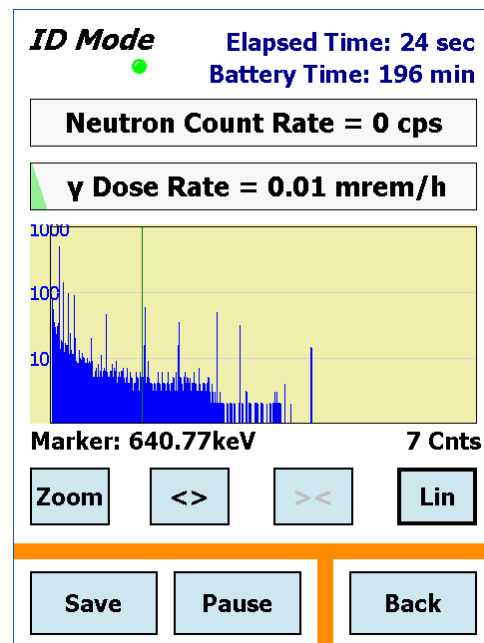 ID Mode
Elapsed Time: 24 sec
Battery Time: 196 min
Neutron Count Rate = 0 cps
γ Dose Rate = 0.01 mrem/h
1000
100
10
Marker: 640.77keV 7 Cnts
Zoom <> >< Lin
Save Pause Back